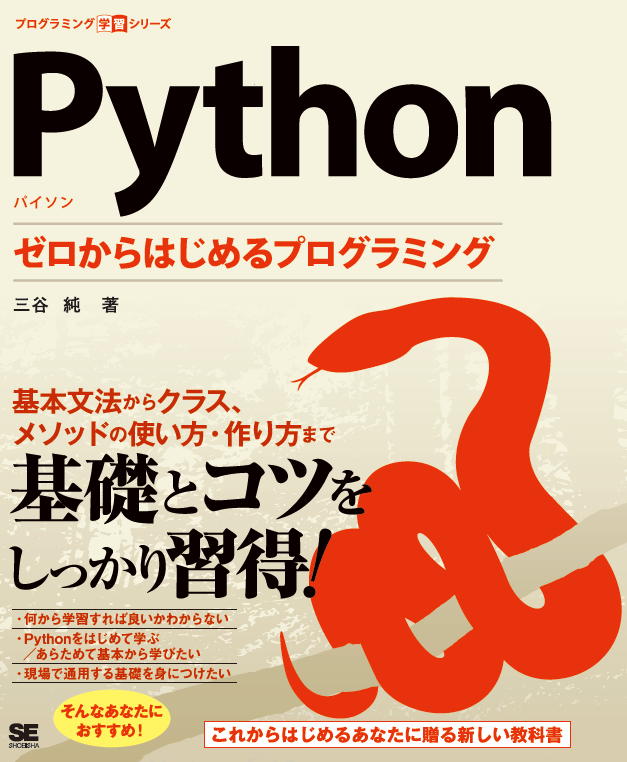 プログラミング学習シリーズ
Python
パイソン
ゼロからはじめるプログラミング
三谷 純 著
基本文法からクラス、
メソッドの使い方・作り方まで
基礎とコツを
しっかり習得!
・何から学習すれば良いかわからない
・Pythonをはじめて学ぶ
／あらためて基本から学びたい
・現場で通用する基礎を身につけたい
そんなあなたに
おすすめ!
SE
SHOEISHA
これからはじめるあなたに贈る新しい教科書